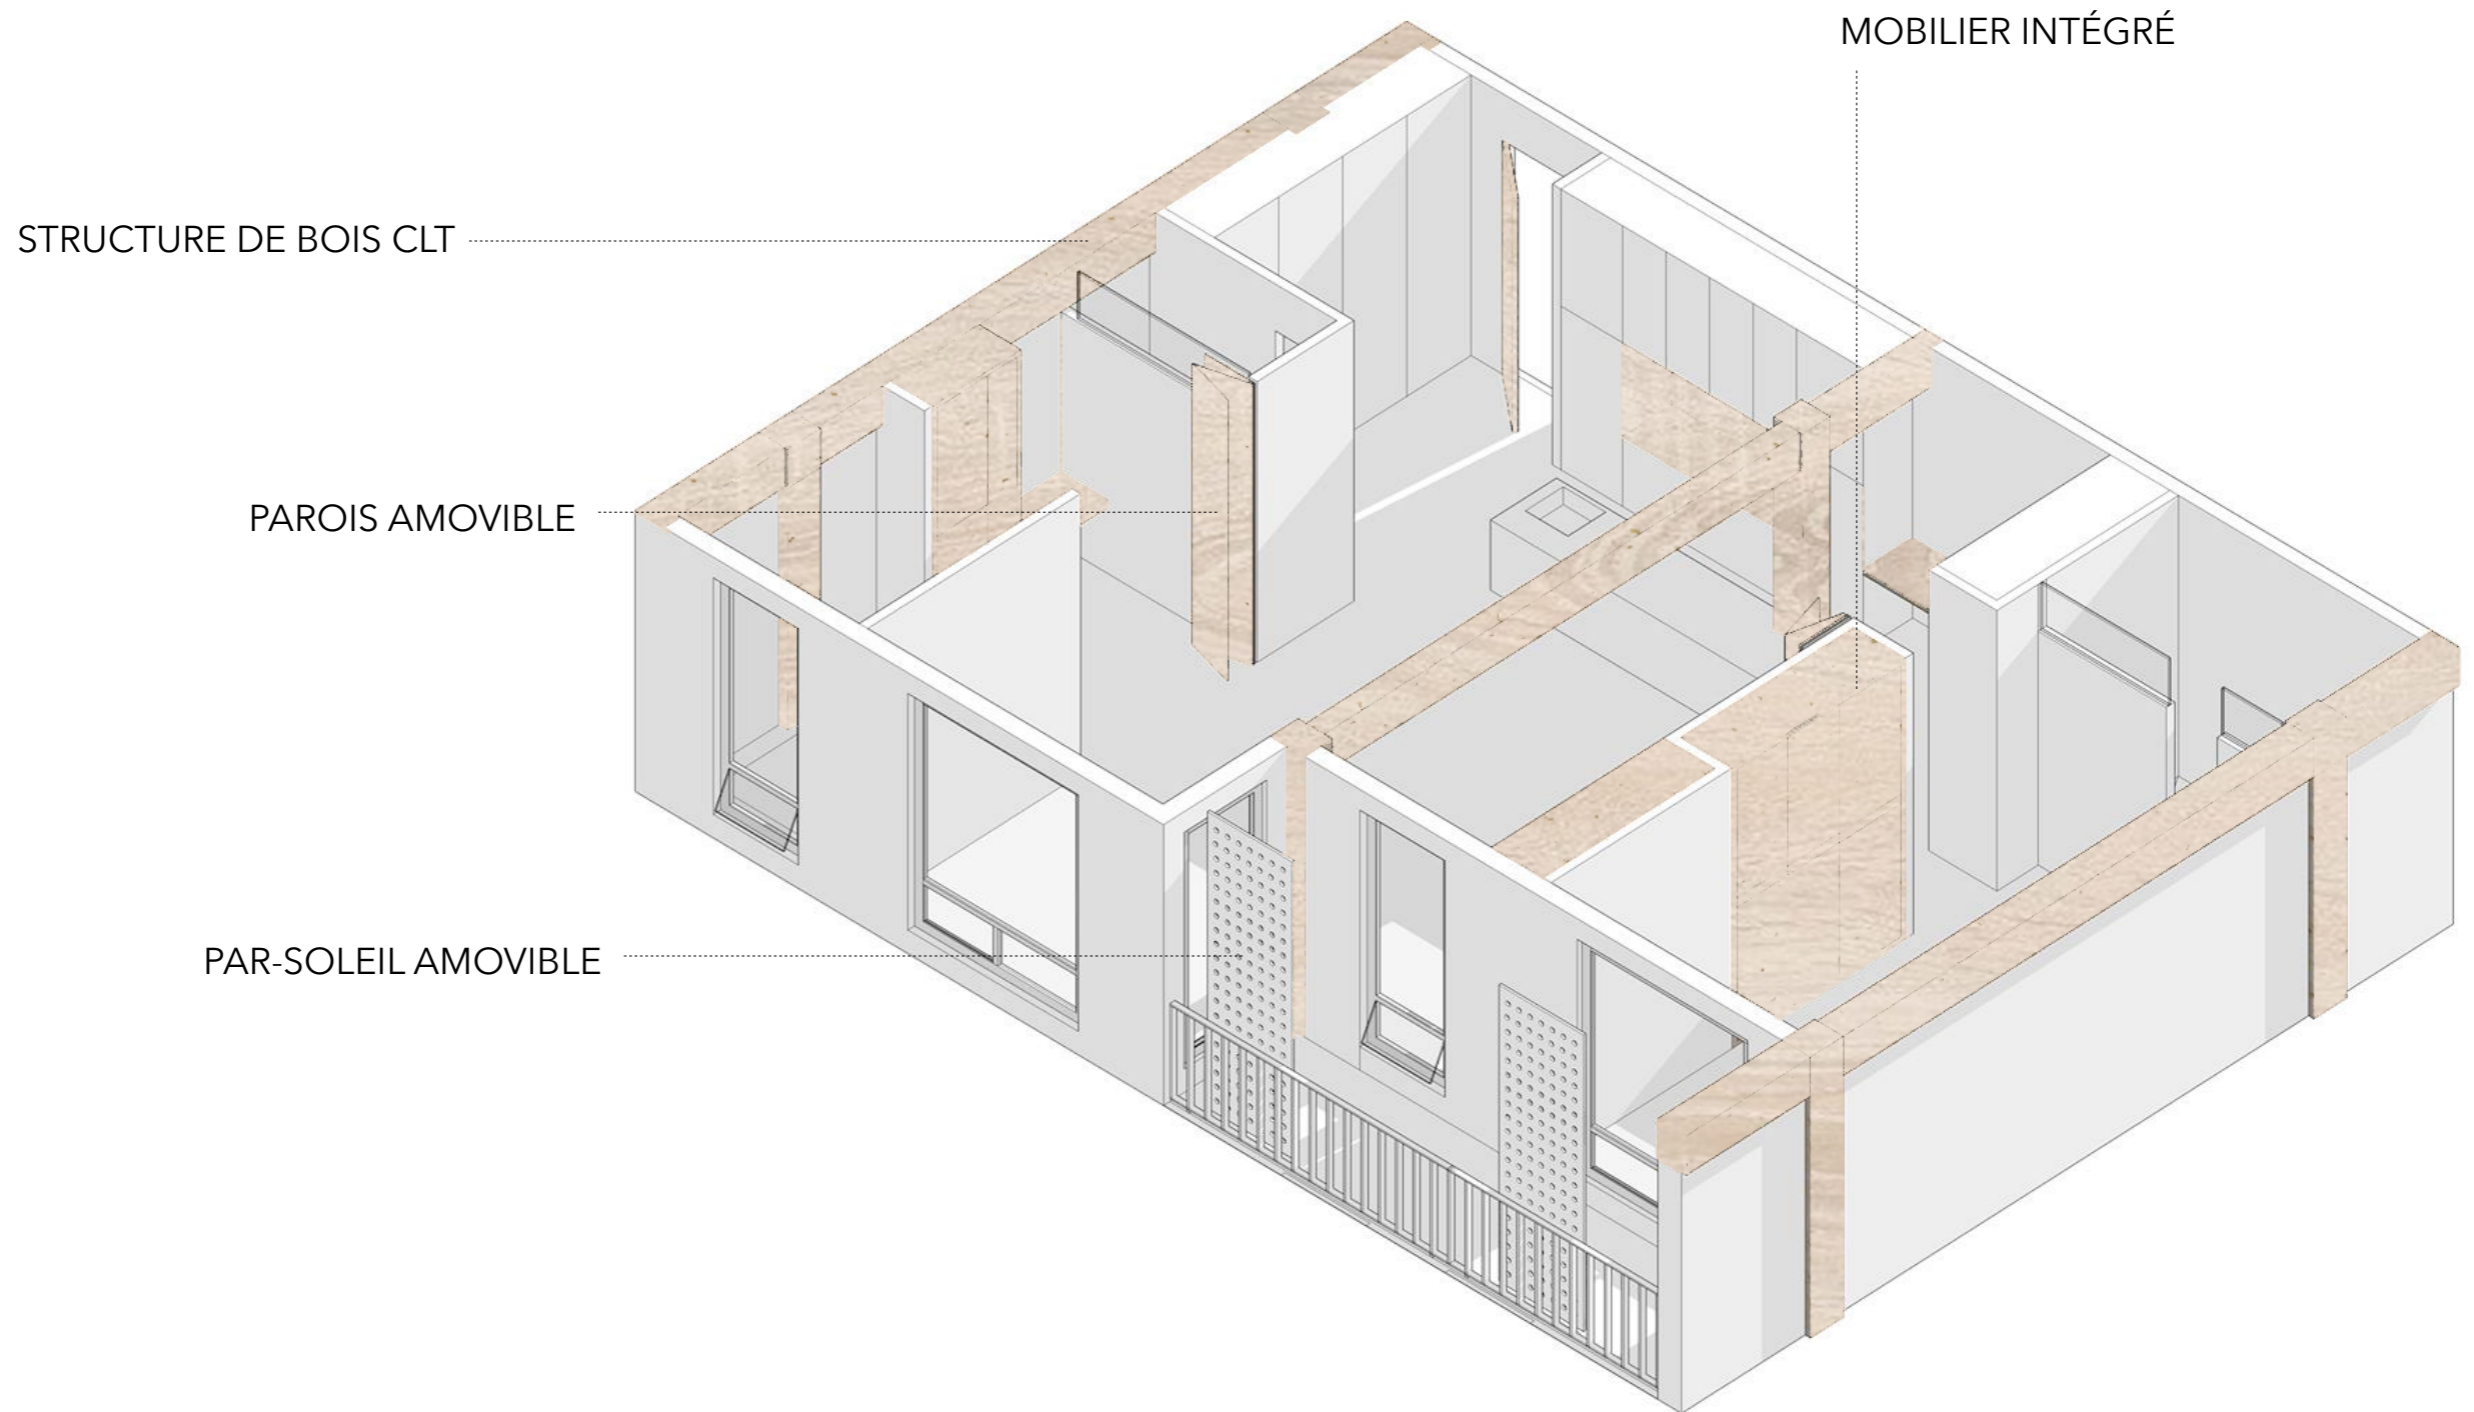 MOBILIER INTÉGRÉ
STRUCTURE DE BOIS CLT
PAROIS AMOVIBLE
PAR-SOLEIL AMOVIBLE